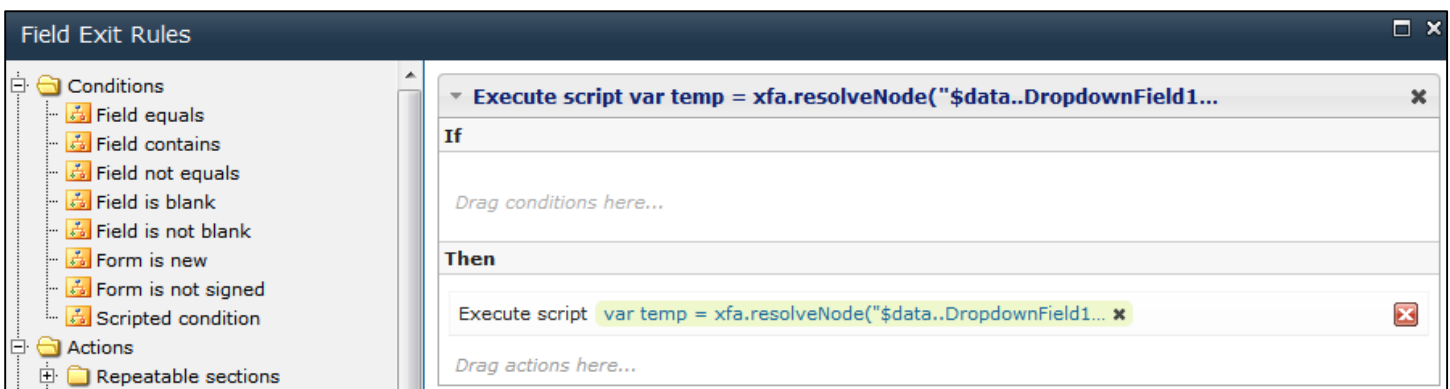 Field Exit Rules
Conditions
Field equals
Field contains
Field not equals
Field is blank
Field is not blank
Form is new
Form is not signed
Scripted condition
Actions
Repeatable sections
Execute script var temp = xfa.resolveNode("$data..DropdownField1...
If
Drag conditions here...
Then
Execute script var temp = xfa.resolveNode("$data..DropdownField1...
Drag actions here...